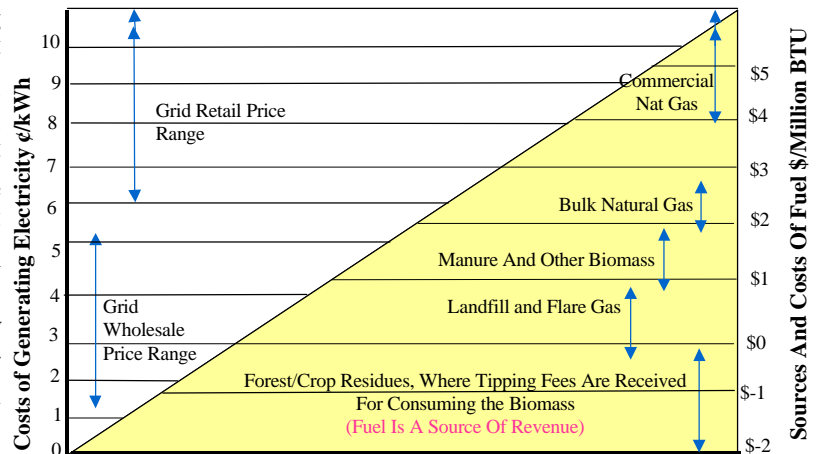 Costs of Generating Electricity ¢/kWh
10
9
8
7
6
5
4
3
2
1
0
Grid Retail Price
Range
Grid
Wholesale
Price Range
Commercial
Nat Gas
Bulk Natural Gas
Manure And Other Biomass
Landfill and Flare Gas
Forest/Crop Residues, Where Tipping Fees Are Received
For Consuming the Biomass
(Fuel Is A Source Of Revenue)
$5
$4
$3
$2
$1
$0
$-1
$-2
Sources And Costs Of Fuel $/Million BTU